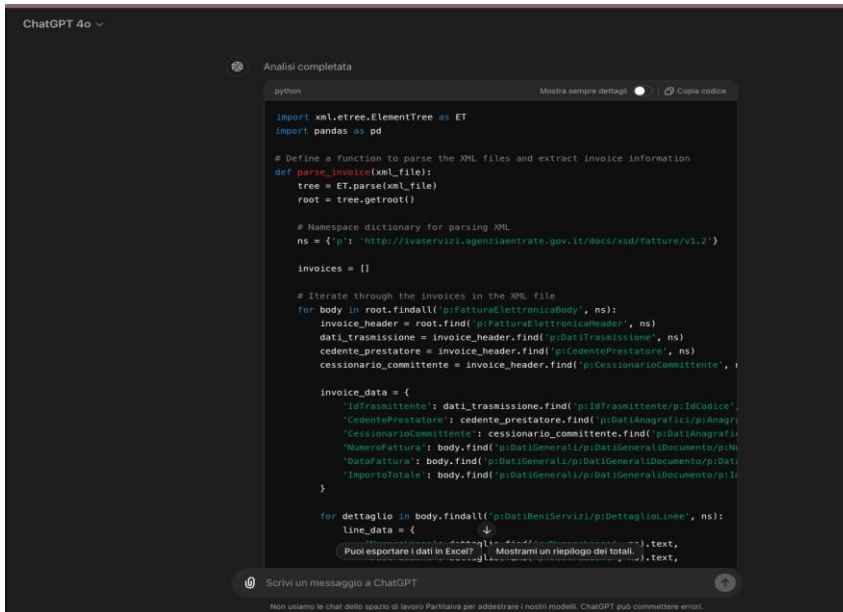 ChatGPT 4o
Analisi completata
python
Mostra sempre dettagli
Copia codice
import xml.etree.ElementTree as ET
import pandas as pd
# Define a function to parse the XML files and extract invoice information
def parse_invoice(xml_file):
tree = ET.parse(xml_file)
root = tree.getroot()
# Namespace dictionary for parsing XML
ns = {'p': 'http://ivaservizi.agenziaentrate.gov.it/docs/xsd/fatture/v1.2'}
invoices = []
# Iterate through the invoices in the XML file
for body in root.findall('p:FatturaElettronicaBody', ns):
invoice_header = root.find('p:FatturaElettronicaHeader', ns)
dati_trasmissione = invoice_header.find('p:DatiTrasmissione', ns)
cedente_prestatore = invoice_header.find('p:CedentePrestatore', ns)
cessionario_committente = invoice_header.find('p:CessionarioCommittente',
invoice_data = {
'IdTrasmittente': dati_trasmissione.find('p:IdTrasmittente/p:IdCodice'
'CedentePrestatore': cedente_prestatore.find('p:DatiAnagrafici/p:Anagr
'CessionarioCommittente': cessionario_committente.find('p:DatiAnagrafi
'NumeroFattura': body.find('p:DatiGenerali/p:DatiGeneraliDocumento/p:N
'DataFattura': body.find('p:DatiGenerali/p:DatiGeneraliDocumento/p:Dat
'ImportoTotale': body.find('p:DatiGenerali/p:DatiGeneraliDocumento/p:I
}
for dettaglio in body.findall('p:DatiBeniServizi/p:DettaglioLinee', ns):
line_data = {
.text,
Puoi esportare i dati in Excel?
Mostrami un riepilogo dei totali.
.text,
Scrivi un messaggio a ChatGPT
Non usiamo le chat dello spazio di lavoro Partitaiva per addestrare i nostri modelli. ChatGPT può commettere errori.